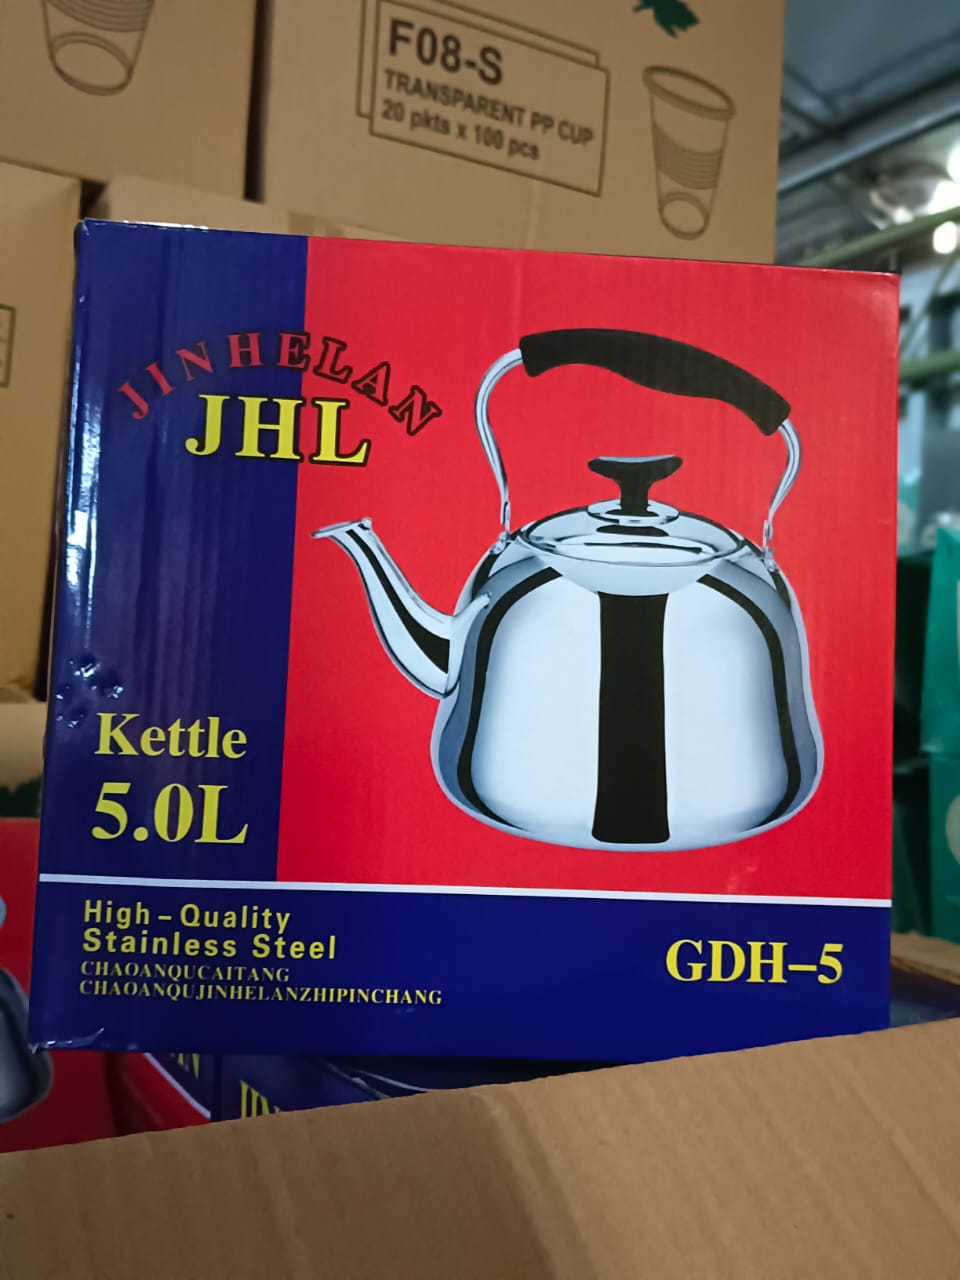 F08-S
TRANSPARENT PP CUP
20 pkts x 100 pcs
JINHELAN
JHL
Kettle
5.0L
High-Quality
Stainless Steel
CHAOANQUCAITANG
CHAOANQUJINHELANZHIPINCHANG
GDH-5